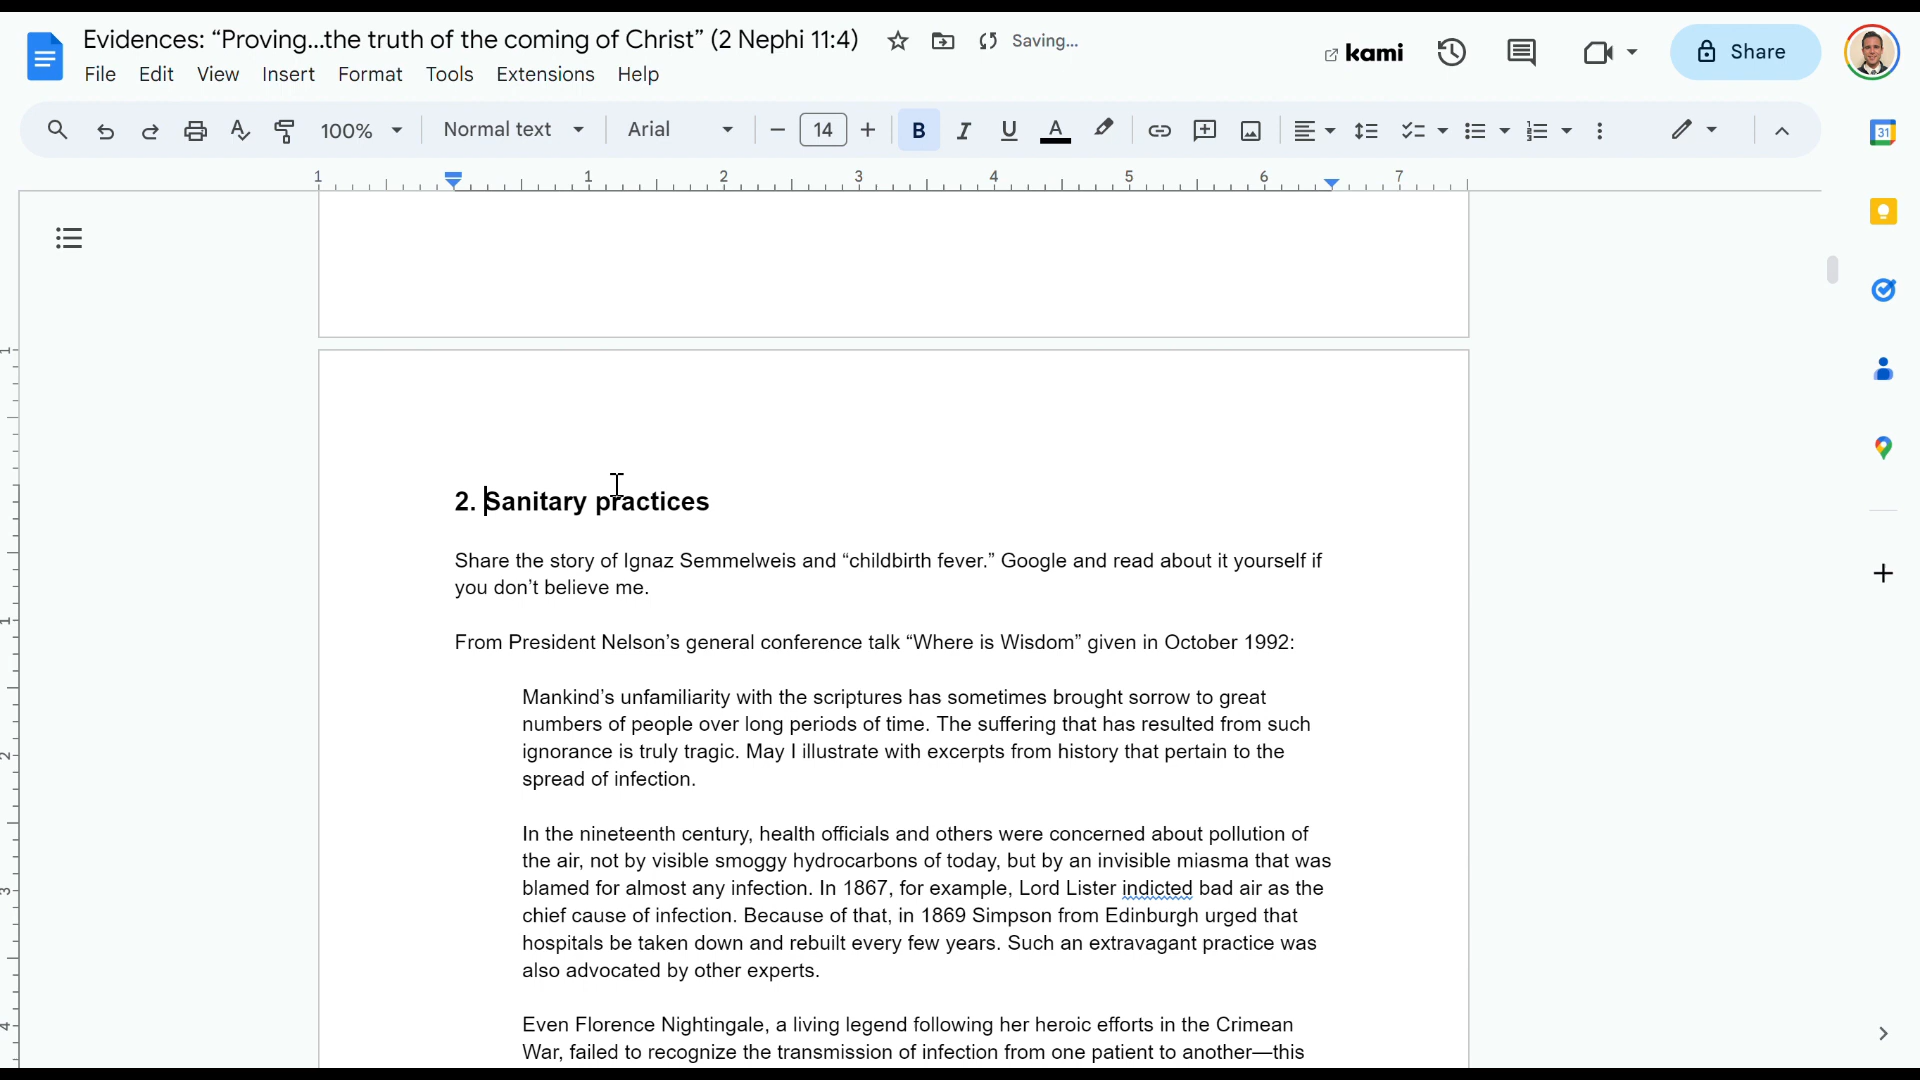 Evidences: “Proving...the truth of the coming of Christ” (2 Nephi 11:4) Saving...
kami
Share
File Edit View Insert Format Tools Extensions Help
100% Normal text Arial 14 B I U A
31
1 1 2 3 4 5 6 7
1
1
2
3
4
2. Sanitary practices
Share the story of Ignaz Semmelweis and “childbirth fever.” Google and read about it yourself if
you don’t believe me.
From President Nelson’s general conference talk “Where is Wisdom” given in October 1992:
Mankind’s unfamiliarity with the scriptures has sometimes brought sorrow to great
numbers of people over long periods of time. The suffering that has resulted from such
ignorance is truly tragic. May I illustrate with excerpts from history that pertain to the
spread of infection.
In the nineteenth century, health officials and others were concerned about pollution of
the air, not by visible smoggy hydrocarbons of today, but by an invisible miasma that was
blamed for almost any infection. In 1867, for example, Lord Lister indicted bad air as the
chief cause of infection. Because of that, in 1869 Simpson from Edinburgh urged that
hospitals be taken down and rebuilt every few years. Such an extravagant practice was
also advocated by other experts.
Even Florence Nightingale, a living legend following her heroic efforts in the Crimean
War, failed to recognize the transmission of infection from one patient to another—this